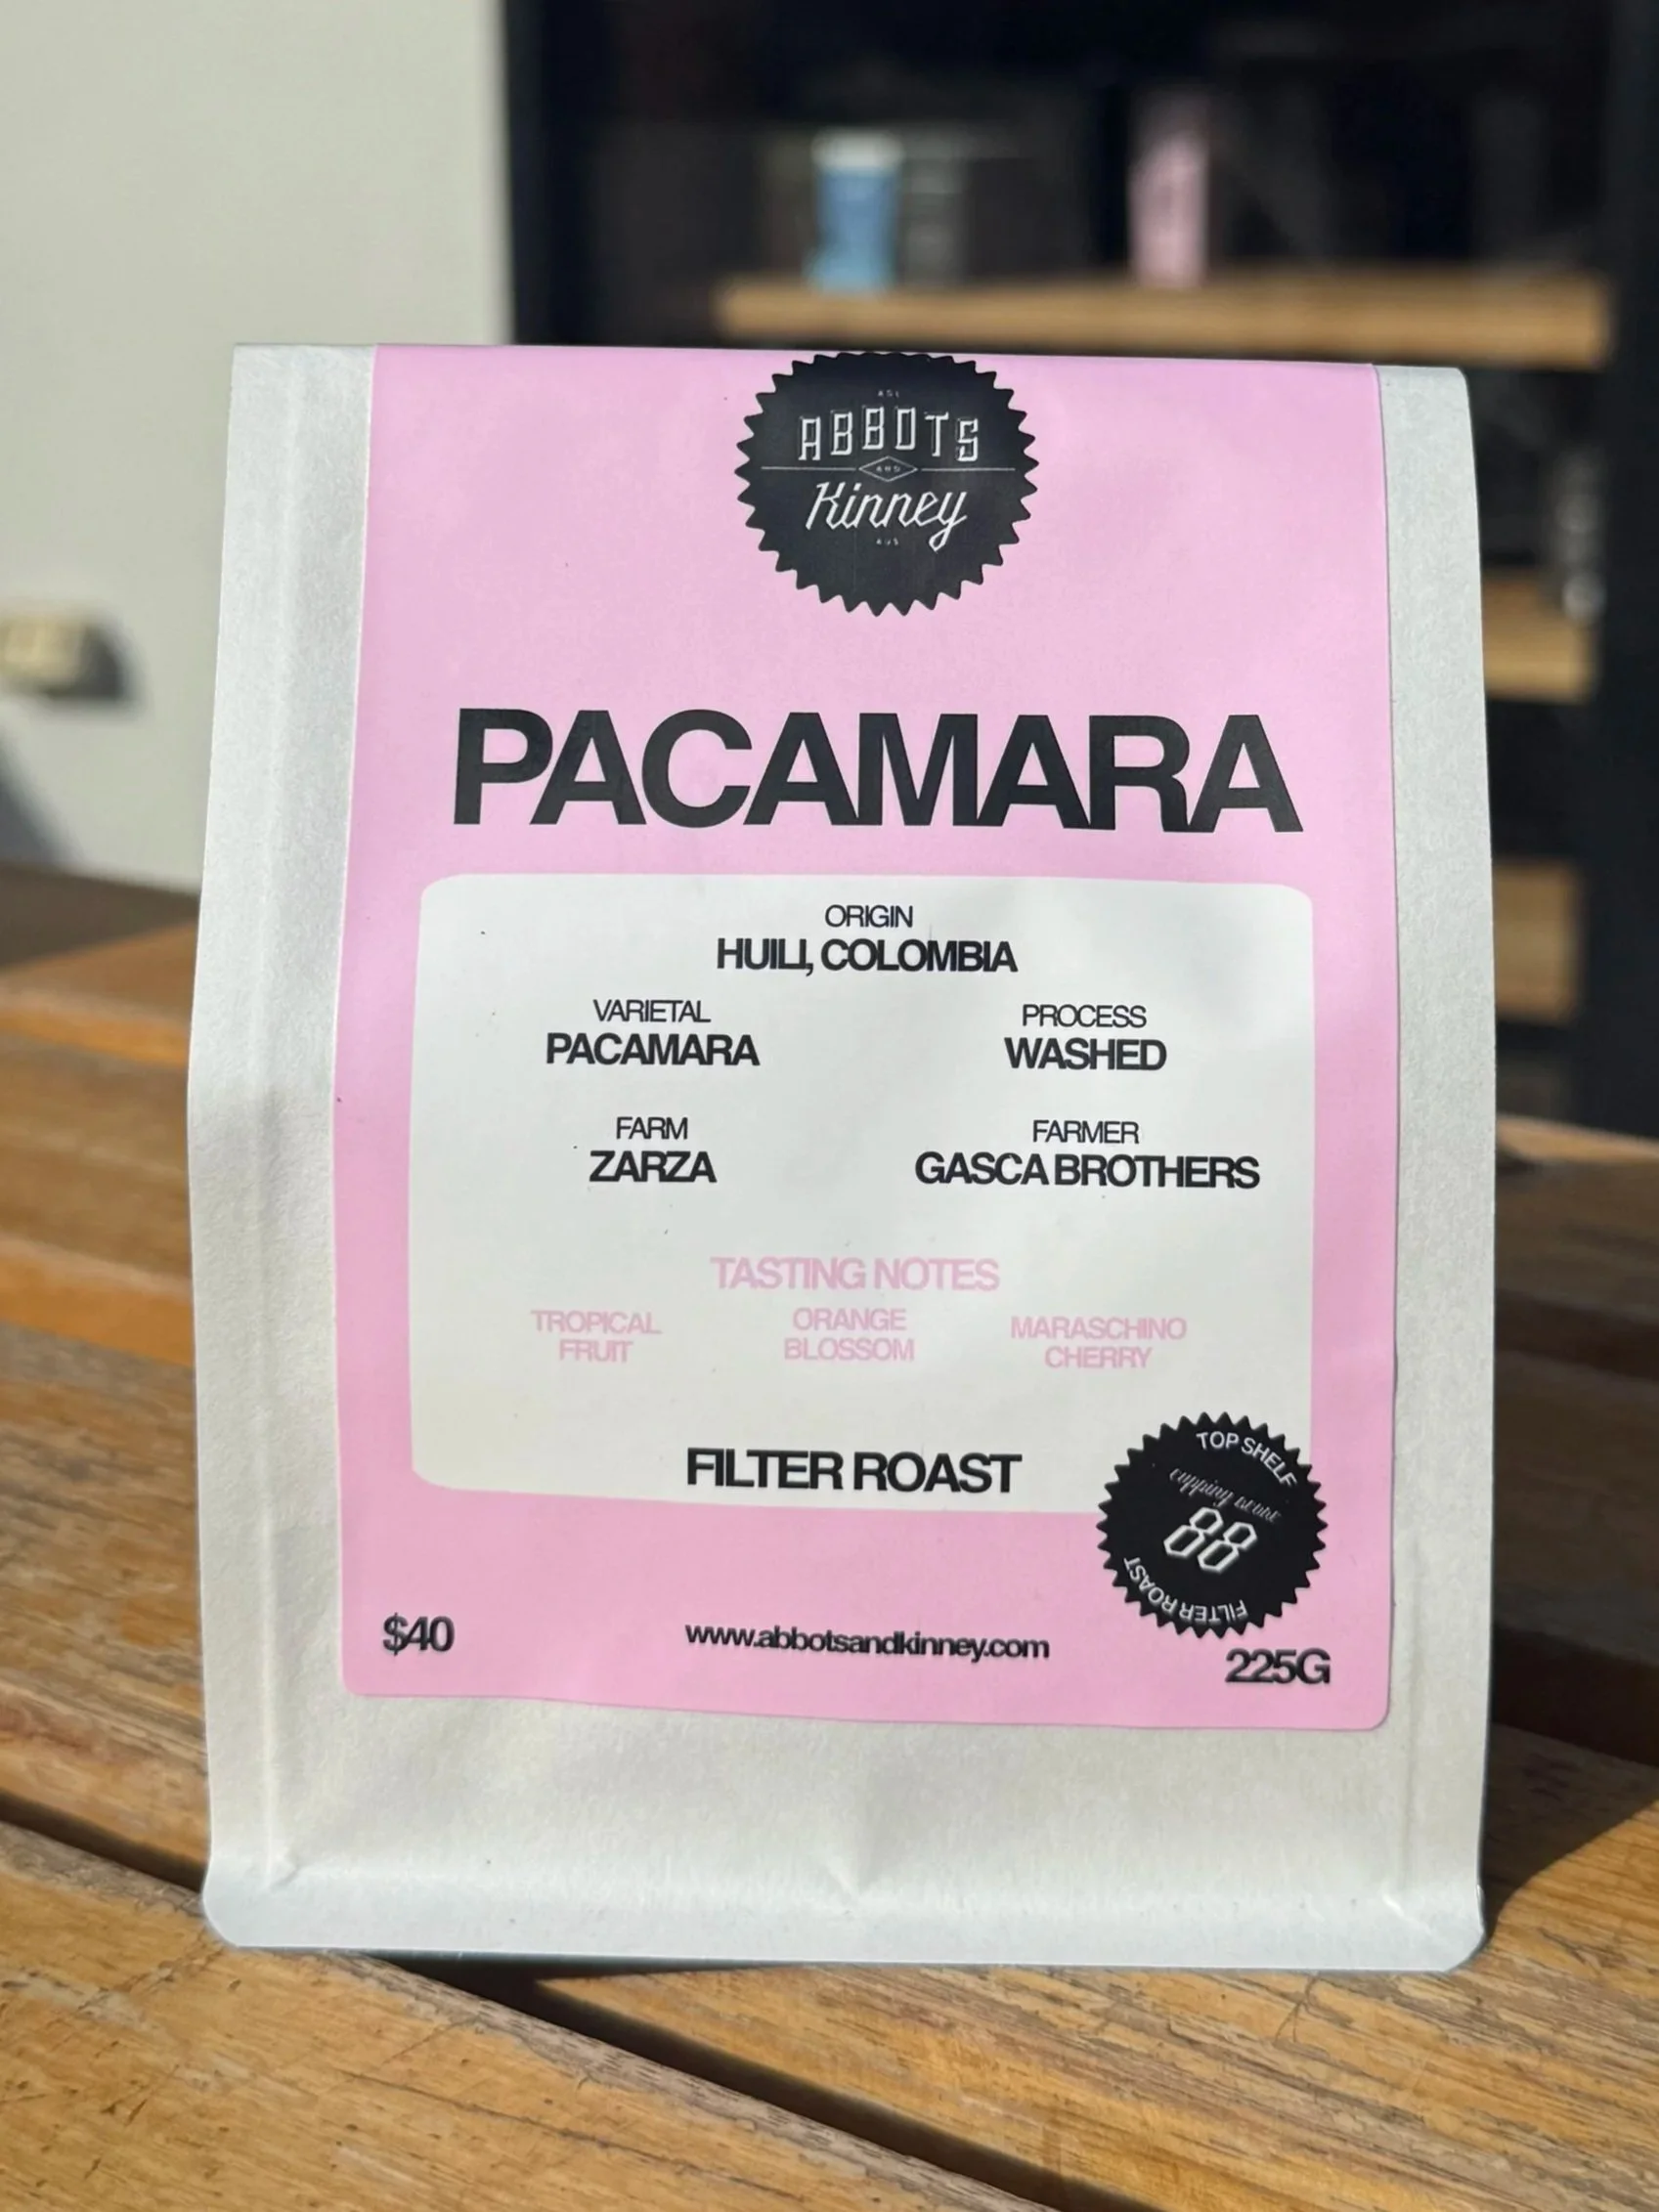 ADL
ABBOTS
AND
Kinney
AUS
PACAMARA
ORIGIN
HUILI, COLOMBIA
VARIETAL
PACAMARA
PROCESS
WASHED
FARM
ZARZA
FARMER
GASCA BROTHERS
TASTING NOTES
TROPICAL
FRUIT
ORANGE
BLOSSOM
MARASCHINO
CHERRY
FILTER ROAST
TOP SHELF
cupping score
88
FILTER ROAST
$40
www.abbotsandkinney.com
225G